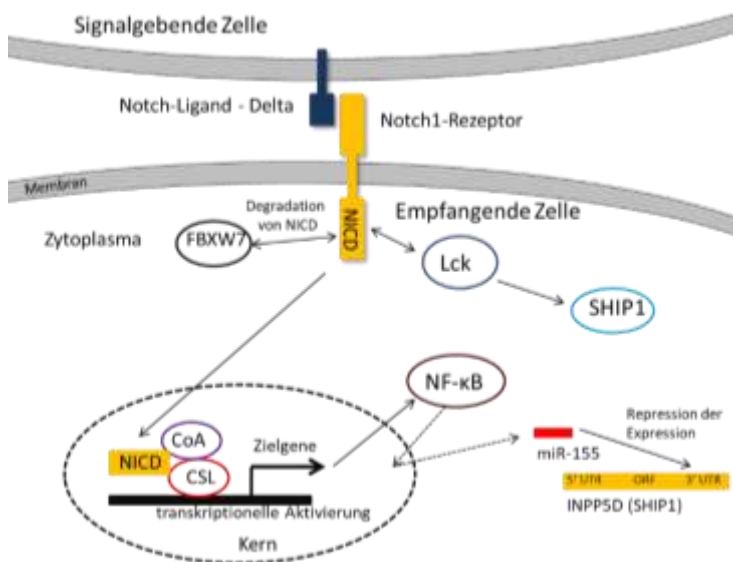 Signalgebende Zelle
Notch-Ligand - Delta
Notch1-Rezeptor
Membran
Degradation
von NICD
NICD
Empfangende Zelle
Zytoplasma
FBXW7
Lck
SHIP1
NF-κB
CoA
Zielgene
NICD
CSL
transkriptionelle Aktivierung
Kern
Repression der
Expression
miR-155
5' UTR ORF 3' UTR
INPP5D (SHIP1)